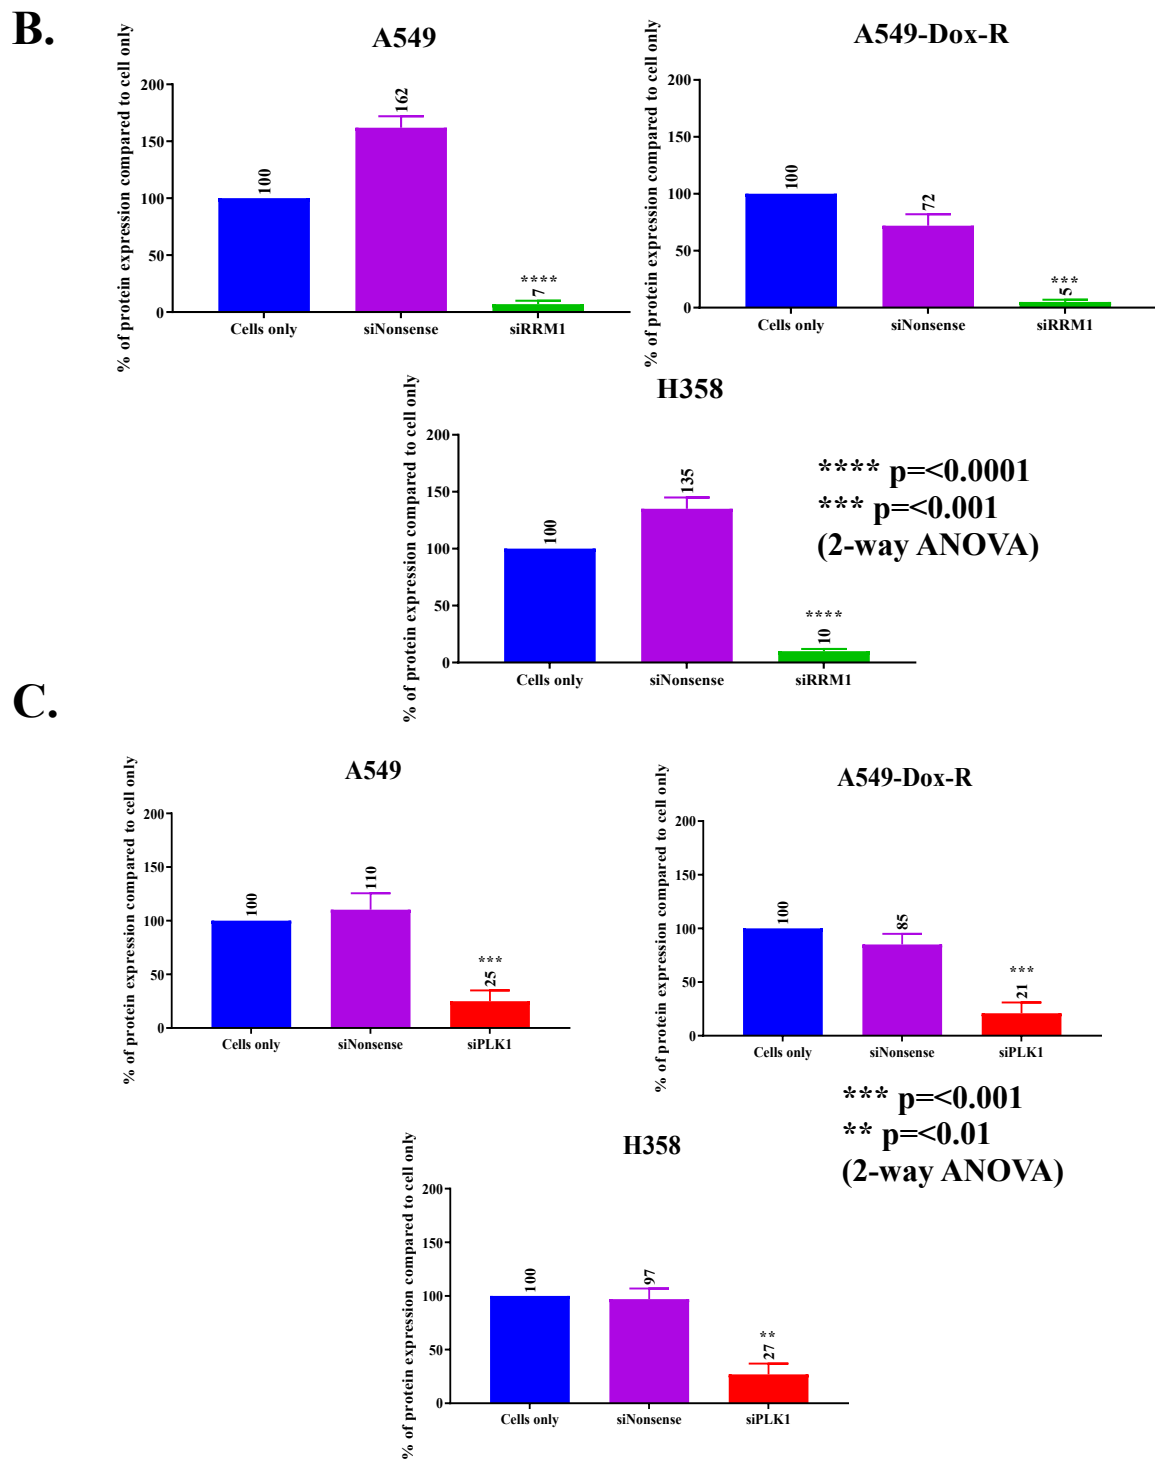 B.
A549
% of protein expression compared to cell only
200
150
100
50
0
100
162
****
7
Cells only siNonsense siRRM1
A549-Dox-R
% of protein expression compared to cell only
200
150
100
50
0
100
72
***
5
Cells only siNonsense siRRM1
H358
% of protein expression compared to cell only
200
150
100
50
0
100
135
****
10
Cells only siNonsense siRRM1
**** p=<0.0001
*** p=<0.001
(2-way ANOVA)
C.
A549
% of protein expression compared to cell only
200
150
100
50
0
100
110
***
25
Cells only siNonsense siPLK1
A549-Dox-R
% of protein expression compared to cell only
200
150
100
50
0
100
85
***
21
Cells only siNonsense siPLK1
*** p=<0.001
** p=<0.01
(2-way ANOVA)
H358
% of protein expression compared to cell only
200
150
100
50
0
100
97
**
27
Cells only siNonsense siPLK1